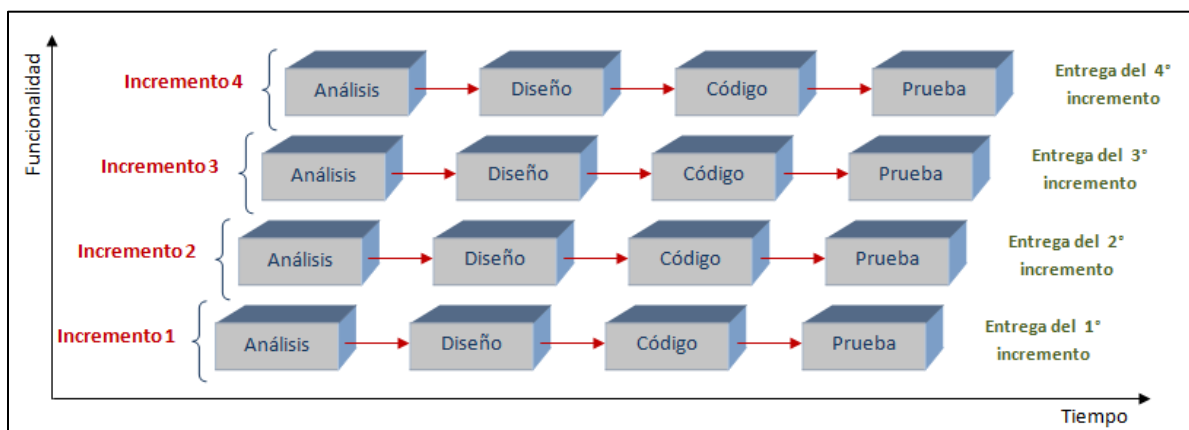 Funcionalidad
Incremento 4
Análisis
Diseño
Código
Prueba
Entrega del 4°
incremento
Incremento 3
Análisis
Diseño
Código
Prueba
Entrega del 3°
incremento
Incremento 2
Análisis
Diseño
Código
Prueba
Entrega del 2°
incremento
Incremento 1
Análisis
Diseño
Código
Prueba
Entrega del 1°
incremento
Tiempo